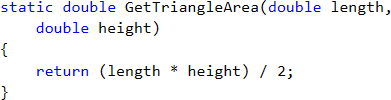 static double GetTriangleArea(double length,
    double height)
{
    return (length * height) / 2;
}